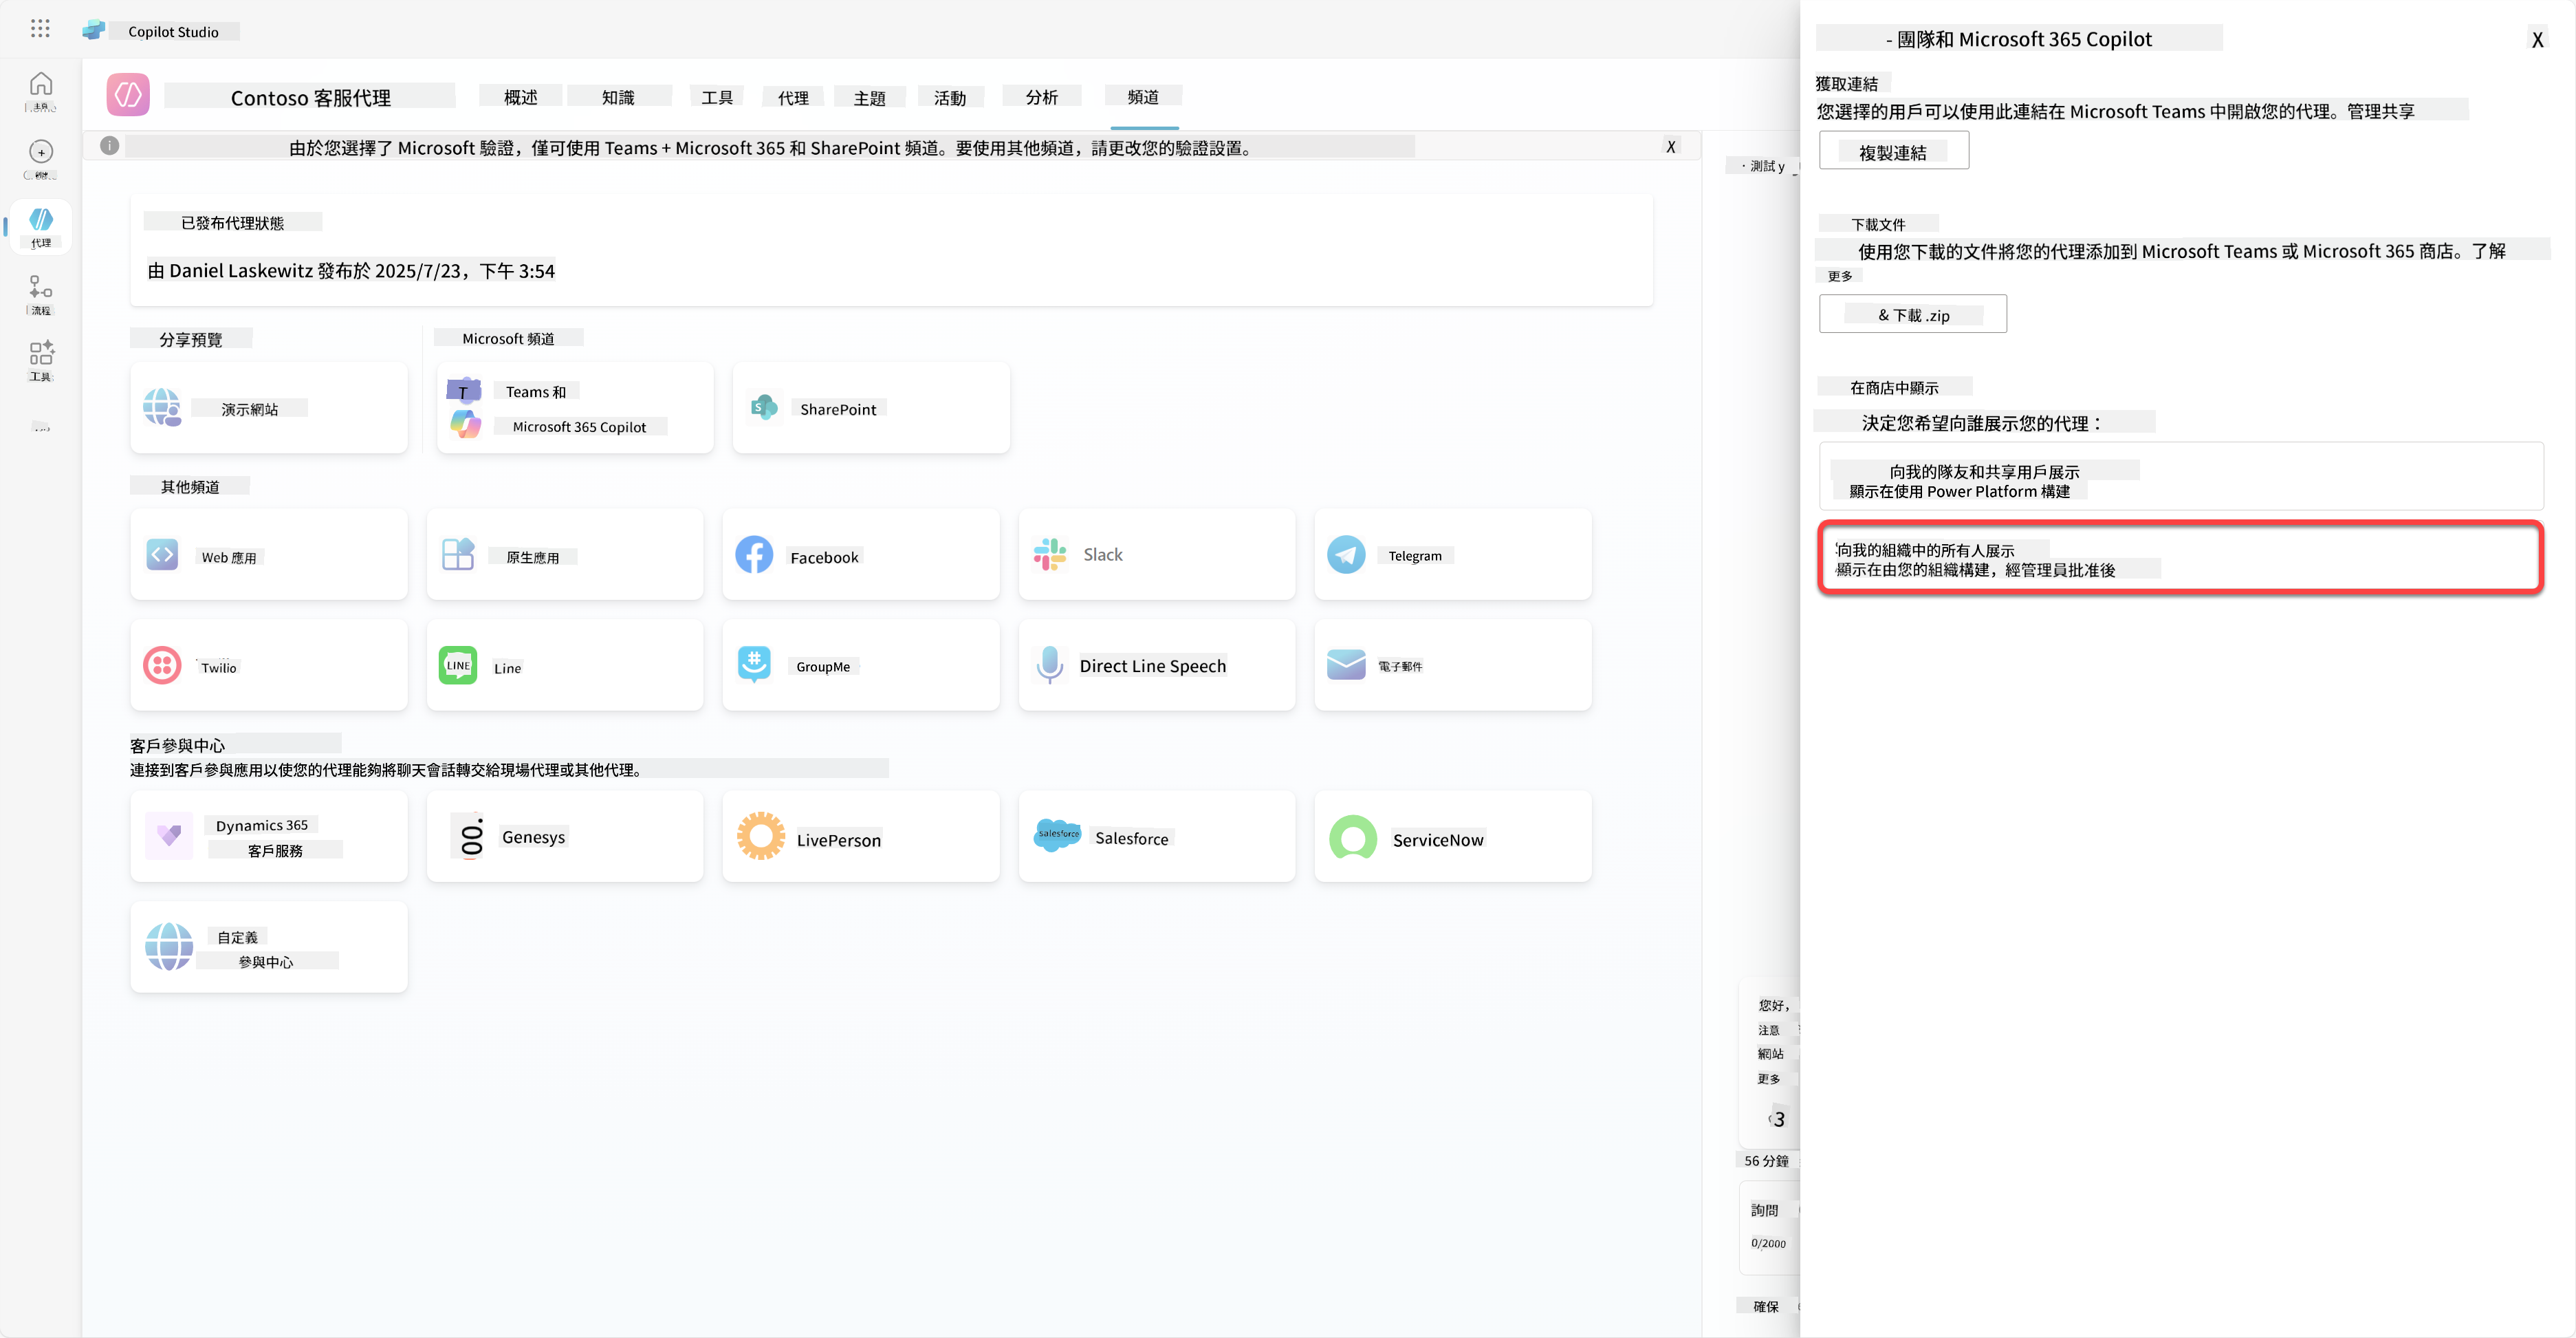 Copilot Studio
主頁
Contoso 客服代理
概述
知識
工具
代理
主題
活動
分析
頻道
由於您選擇了 Microsoft 驗證，僅可使用 Teams + Microsoft 365 和 SharePoint 頻道。要使用其他頻道，請更改您的驗證設置。
X
代理
流程
工具
已發布代理狀態
由 Daniel Laskewitz 發布於 2025/7/23，下午 3:54
分享預覽
Microsoft 頻道
演示網站
T
Teams 和
Microsoft 365 Copilot
S
SharePoint
其他頻道
Web 應用
原生應用
Facebook
Slack
Telegram
Twilio
LINE
Line
GroupMe
Direct Line Speech
電子郵件
客戶參與中心
連接到客戶參與應用以使您的代理能夠將聊天會話轉交給現場代理或其他代理。
Dynamics 365
客戶服務
Genesys
LivePerson
salesforce
Salesforce
ServiceNow
自定義
參與中心
· 測試 y
您好，
注意
網站
更多
3
56 分鐘
詢問
0/2000
確保
- 團隊和 Microsoft 365 Copilot
X
獲取連結
您選擇的用戶可以使用此連結在 Microsoft Teams 中開啟您的代理。管理共享
複製連結
下載文件
使用您下載的文件將您的代理添加到 Microsoft Teams 或 Microsoft 365 商店。了解
更多
& 下載 .zip
在商店中顯示
決定您希望向誰展示您的代理：
向我的隊友和共享用戶展示
顯示在使用 Power Platform 構建
向我的組織中的所有人展示
顯示在由您的組織構建，經管理員批准後